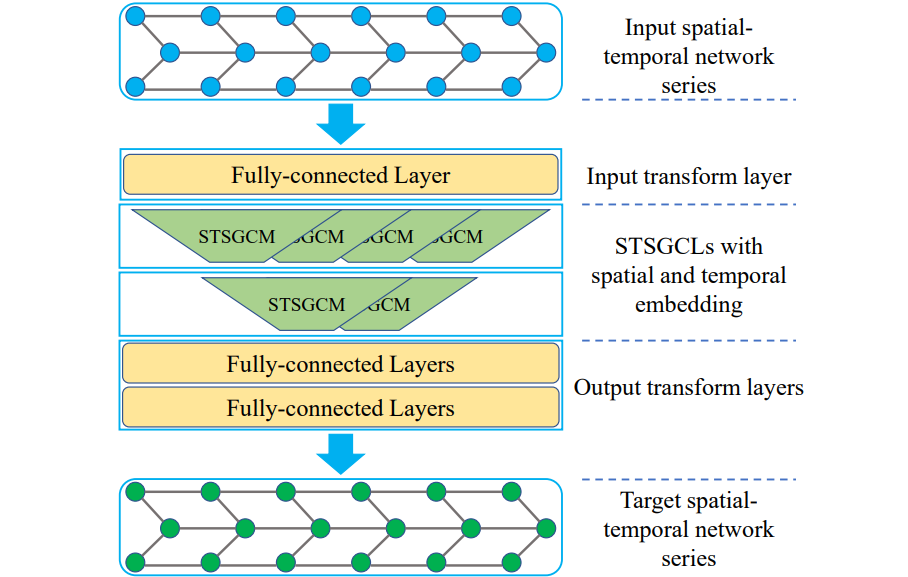 Input spatial-
temporal network
series
Fully-connected Layer
Input transform layer
STSGCM GCM GCM GCM
STSGCLs with
spatial and temporal
embedding
STSGCM GCM
Fully-connected Layers
Fully-connected Layers
Output transform layers
Target spatial-
temporal network
series